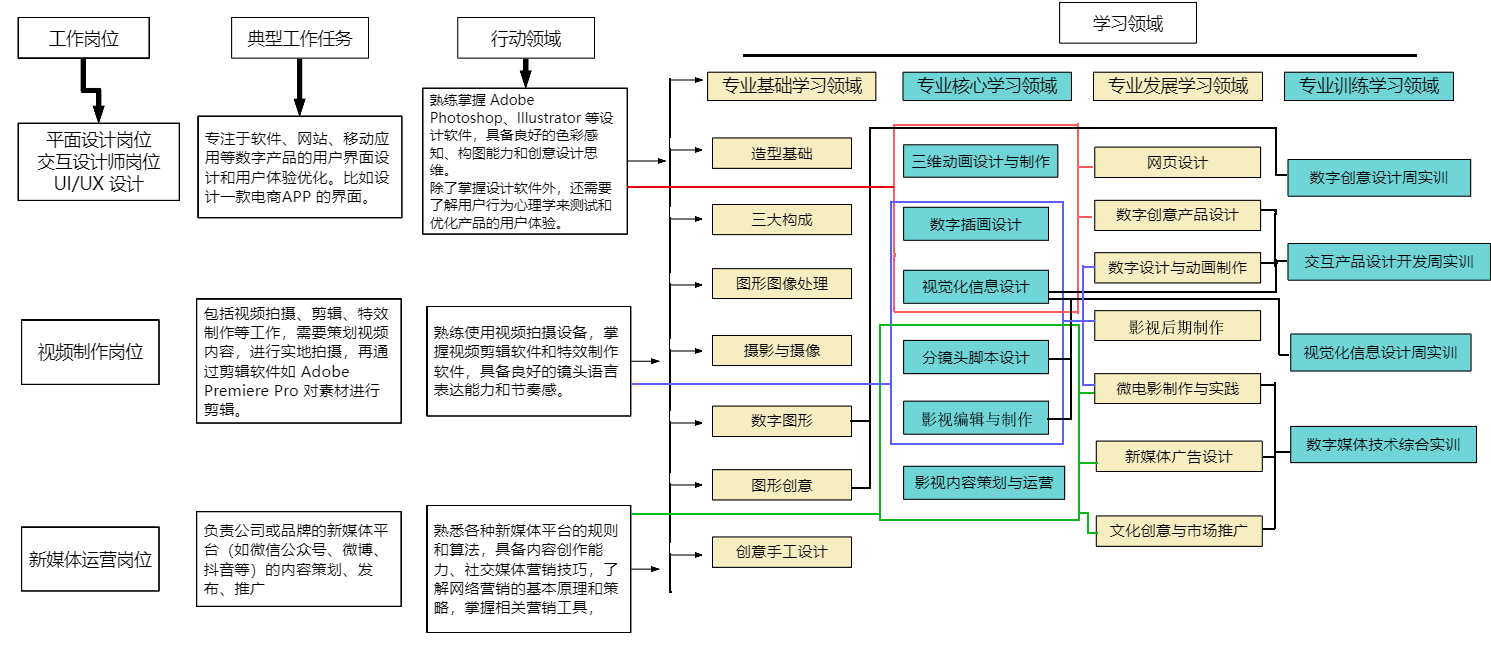 工作岗位
典型工作任务
行动领域
学习领域
专业基础学习领域
专业核心学习领域
专业发展学习领域
专业训练学习领域
平面设计岗位
交互设计师岗位
UI/UX 设计
专注于软件、网站、移动应
用等数字产品的用户界面设
计和用户体验优化。比如设
计一款电商APP 的界面。
熟练掌握 Adobe
Photoshop、Illustrator 等设
计软件，具备良好的色彩感
知、构图能力和创意设计思
维。
除了掌握设计软件外，还需要
了解用户行为心理学来测试和
优化产品的用户体验。
视频制作岗位
包括视频拍摄、剪辑、特效
制作等工作，需要策划视频
内容，进行实地拍摄，再通
过剪辑软件如 Adobe
Premiere Pro 对素材进行
剪辑。
熟练使用视频拍摄设备，掌
握视频剪辑软件和特效制作
软件，具备良好的镜头语言
表达能力和节奏感。
新媒体运营岗位
负责公司或品牌的新媒体平
台（如微信公众号、微博、
抖音等）的内容策划、发
布、推广
熟悉各种新媒体平台的规则
和算法，具备内容创作能
力、社交媒体营销技巧，了
解网络营销的基本原理和策
略，掌握相关营销工具，
造型基础
三大构成
图形图像处理
摄影与摄像
数字图形
图形创意
创意手工设计
三维动画设计与制作
数字插画设计
视觉化信息设计
分镜头脚本设计
影视编辑与制作
影视内容策划与运营
网页设计
数字创意产品设计
数字设计与动画制作
影视后期制作
微电影制作与实践
新媒体广告设计
文化创意与市场推广
数字创意设计周实训
交互产品设计开发周实训
视觉化信息设计周实训
数字媒体技术综合实训